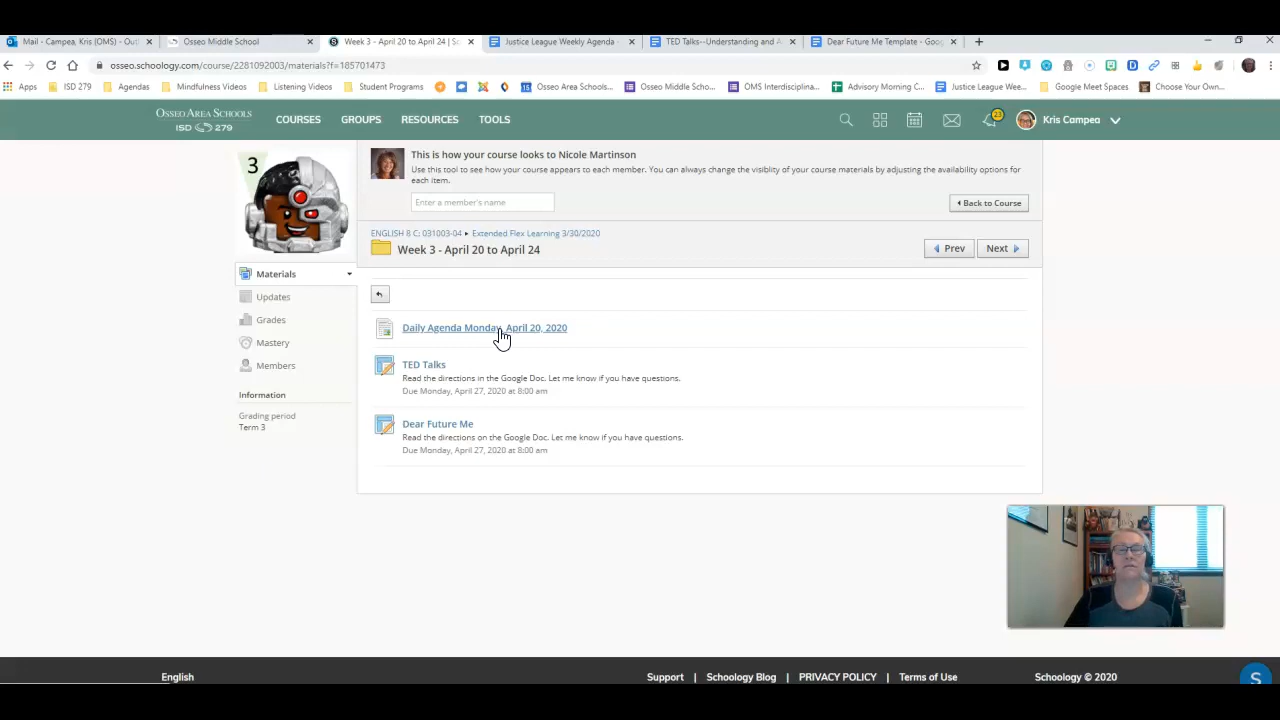 Mail - Campea, Kris (OMS) - Out
Osseo Middle School
Week 3 - April 20 to April 24 | Sc
Justice League Weekly Agenda -
TED Talks--Understanding and A
Dear Future Me Template - Goog
osseo.schoology.com/course/2281092003/materials?f=185701473
Apps
ISD 279
Agendas
Mindfulness Videos
Listening Videos
Student Programs
Osseo Area Schools...
Osseo Middle Scho...
OMS Interdisciplina...
Advisory Morning C...
Justice League Wee...
Google Meet Spaces
Choose Your Own...
OSSEO AREA SCHOOLS
ISD 279
COURSES
GROUPS
RESOURCES
TOOLS
23
Kris Campea
3
This is how your course looks to Nicole Martinson
Use this tool to see how your course appears to each member. You can always change the visiblity of your course materials by adjusting the availability options for
each item.
Enter a member's name
Back to Course
ENGLISH 8 C: 031003-04 ▸ Extended Flex Learning 3/30/2020
Week 3 - April 20 to April 24
Prev
Next
Materials
Updates
Grades
Mastery
Members
Information
Grading period
Term 3
Daily Agenda Monday, April 20, 2020
TED Talks
Read the directions in the Google Doc. Let me know if you have questions.
Due Monday, April 27, 2020 at 8:00 am
Dear Future Me
Read the directions on the Google Doc. Let me know if you have questions.
Due Monday, April 27, 2020 at 8:00 am
English
Support | Schoology Blog | PRIVACY POLICY | Terms of Use
Schoology © 2020
S